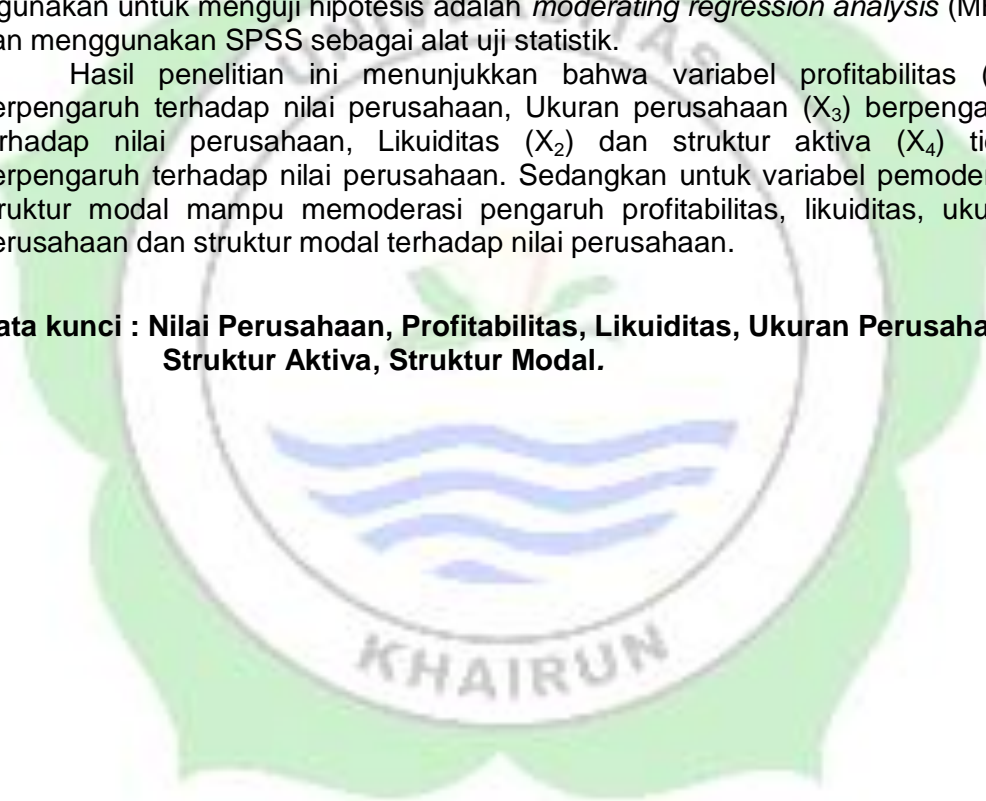 gunakan untuk menguji hipotesis adalah moderating regression analysis
an menggunakan SPSS sebagai alat uji statistik.
Hasil penelitian ini menunjukkan bahwa variabel profitabilitas
erpengaruh terhadap nilai perusahaan, Ukuran perusahaan (X₃) berpenga
rhadap nilai perusahaan, Likuiditas (X₂) dan struktur aktiva (X₄) tic
erpengaruh terhadap nilai perusahaan. Sedangkan untuk variabel pemoder
ruktur modal mampu memoderasi pengaruh profitabilitas, likuiditas, uku
erusahaan dan struktur modal terhadap nilai perusahaan.
ata kunci : Nilai Perusahaan, Profitabilitas, Likuiditas, Ukuran Perusaha
Struktur Aktiva, Struktur Modal.
KHAIRUN